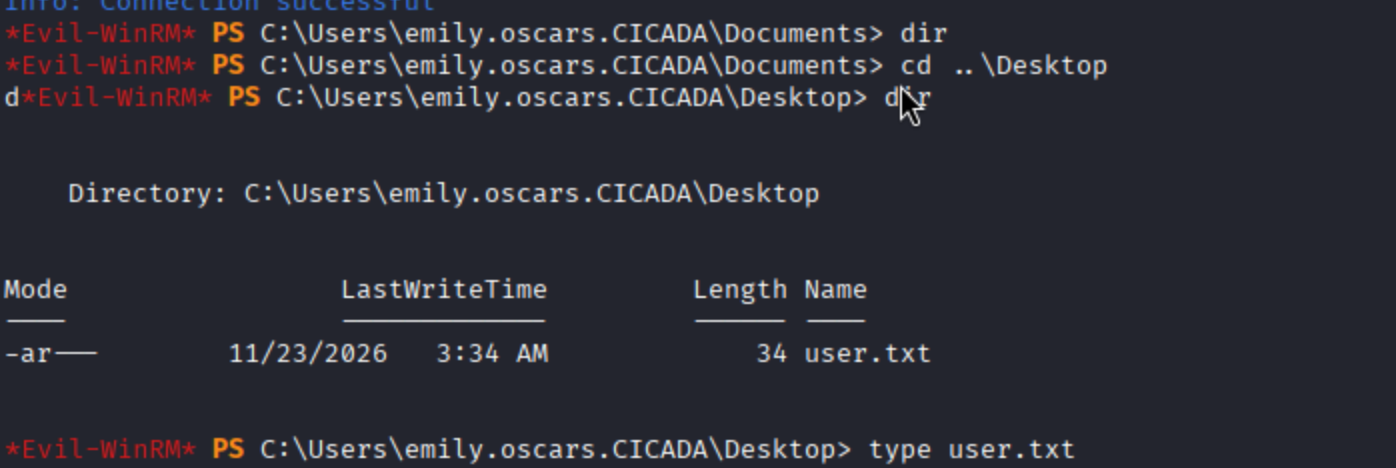 Info: Connection successful
*Evil-WinRM* PS C:\Users\emily.oscars.CICADA\Documents> dir
*Evil-WinRM* PS C:\Users\emily.oscars.CICADA\Documents> cd ..\Desktop
d*Evil-WinRM* PS C:\Users\emily.oscars.CICADA\Desktop> dir
Directory: C:\Users\emily.oscars.CICADA\Desktop
Mode LastWriteTime Length Name
---- ------------- ------ ----
-ar--- 11/23/2026 3:34 AM 34 user.txt
*Evil-WinRM* PS C:\Users\emily.oscars.CICADA\Desktop> type user.txt